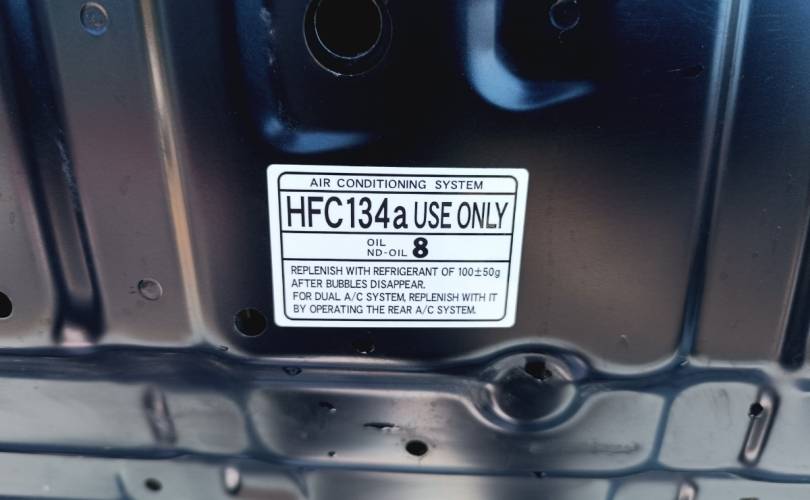 AIR CONDITIONING SYSTEM
HFC134a USE ONLY
OIL
ND-OIL 8
REPLENISH WITH REFRIGERANT OF 100±50g
AFTER BUBBLES DISAPPEAR.
FOR DUAL A/C SYSTEM, REPLENISH WITH IT
BY OPERATING THE REAR A/C SYSTEM.